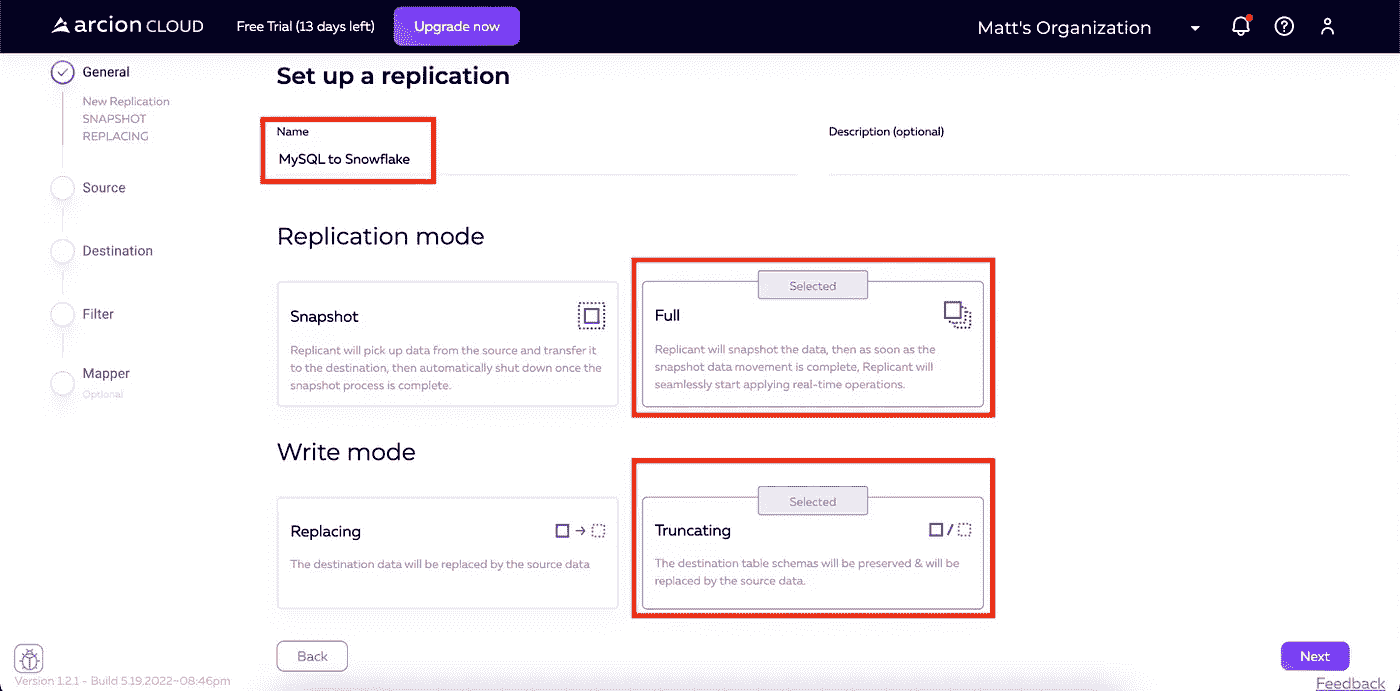 arcion CLOUD
Free Trial (13 days left)
Upgrade now
Matt's Organization
General
New Replication
SNAPSHOT
REPLACING
Source
Destination
Filter
Mapper
Optional
Set up a replication
Name
MySQL to Snowflake
Description (optional)
Replication mode
Snapshot
Replicant will pick up data from the source and transfer it
to the destination, then automatically shut down once the
snapshot process is complete.
Selected
Full
Replicant will snapshot the data, then as soon as the
snapshot data movement is complete, Replicant will
seamlessly start applying real-time operations.
Write mode
Replacing
The destination data will be replaced by the source data
Selected
Truncating
The destination table schemas will be preserved & will be
replaced by the source data.
Back
Next
Version 1.2.1 - Build 5.19.2022~08:46pm
Feedback